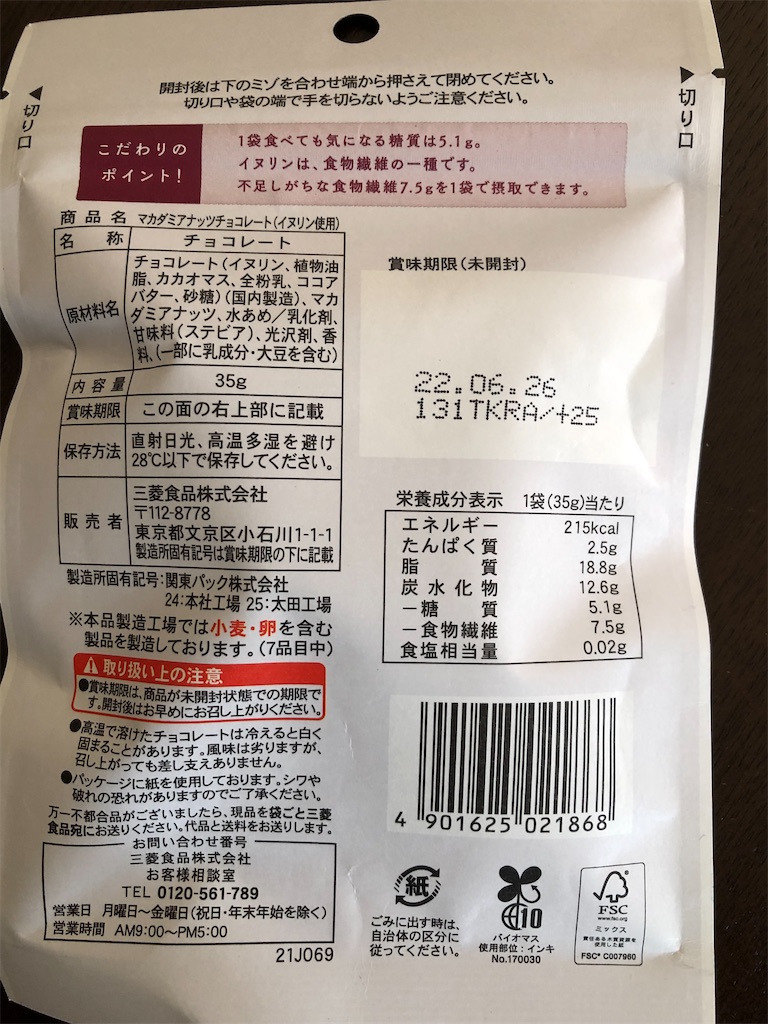 開封後は下のミゾを合わせ端から押さえて閉めてください。
切り口や袋の端で手を切らないようご注意ください。
◀切り口
▶切り口
こだわりの
ポイント!
1袋食べても気になる糖質は5.1g。
イヌリンは、食物繊維の一種です。
不足しがちな食物繊維7.5gを1袋で摂取できます。
商品名 マカダミアナッツチョコレート(イヌリン使用)
名称 チョコレート
原材料名
チョコレート(イヌリン、植物油
脂、カカオマス、全粉乳、ココア
バター、砂糖)(国内製造)、マカ
ダミアナッツ、水あめ/乳化剤、
甘味料(ステビア)、光沢剤、香
料、(一部に乳成分・大豆を含む)
内容量 35g
賞味期限 この面の右上部に記載
保存方法
直射日光、高温多湿を避け
28℃以下で保存してください。
販売者
三菱食品株式会社
〒112-8778
東京都文京区小石川1-1-1
製造所固有記号は賞味期限の下に記載
製造所固有記号:関東パック株式会社
24:本社工場 25:太田工場
※本品製造工場では小麦・卵を含む
製品を製造しております。(7品目中)
取り扱い上の注意
●賞味期限は、商品が未開封状態での期限で
す。開封後はお早めにお召し上がりください。
●高温で溶けたチョコレートは冷えると白く
固まることがあります。風味は劣りますが、
召し上がっても差し支えありません。
●パッケージに紙を使用しております。シワや
破れの恐れがありますのでご了承ください。
万一不都合品がございましたら、現品を袋ごと三菱
食品宛にお送りください。代品と送料をお送りします。
お問い合わせ番号
三菱食品株式会社
お客様相談室
TEL 0120-561-789
営業日 月曜日〜金曜日(祝日・年末年始を除く)
営業時間 AM9:00〜PM5:00
21J069
賞味期限(未開封)
22.06.26
131TKRA/+25
栄養成分表示 1袋(35g)当たり
エネルギー 215kcal
たんぱく質 2.5g
脂質 18.8g
炭水化物 12.6g
－糖質 5.1g
－食物繊維 7.5g
食塩相当量 0.02g
4 901625 021868
紙
ごみに出す時は、
自治体の区分に
従ってください。
10
バイオマス
使用部位:インキ
No.170030
FSC
www.fsc.org
ミックス
責任ある木質資源を
使用した紙
FSC® C007960